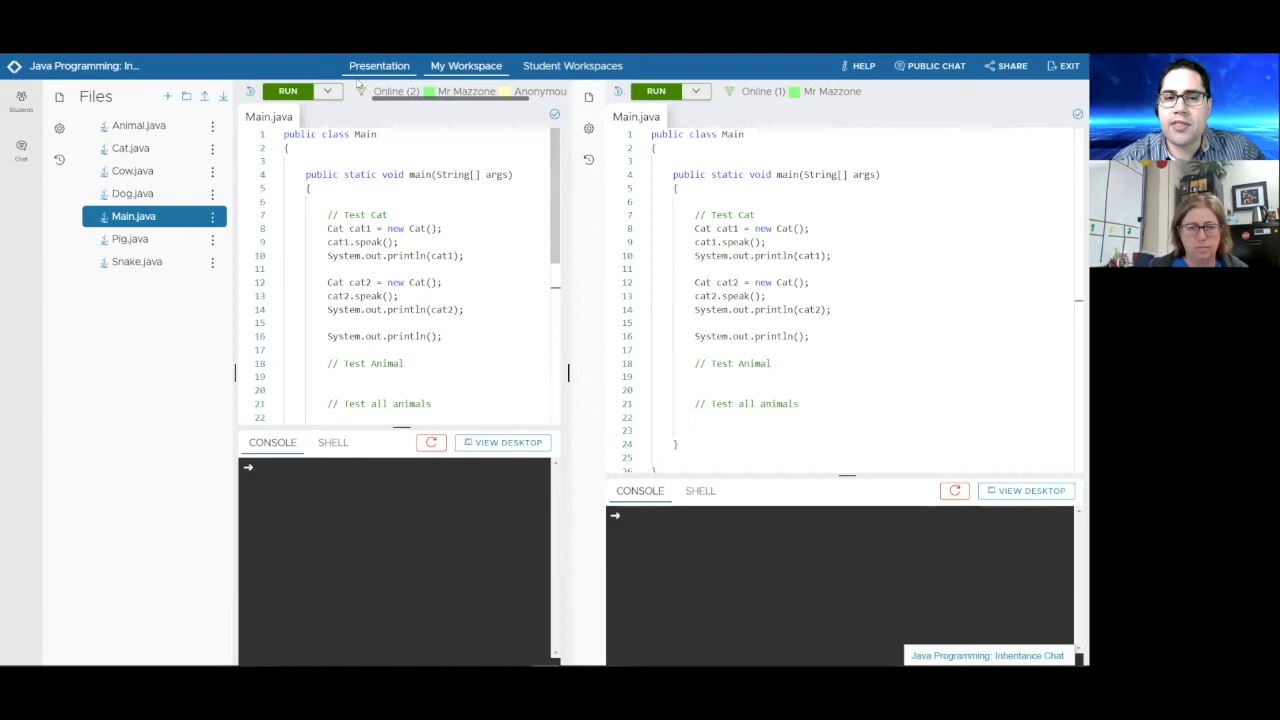 Java Programming: In... Presentation My Workspace Student Workspaces HELP PUBLIC CHAT SHARE EXIT
Students
Chat
Files
Animal.java
Cat.java
Cow.java
Dog.java
Main.java
Pig.java
Snake.java
RUN Online (2) Mr Mazzone Anonymou
Main.java
1 public class Main
2 {
3
4 public static void main(String[] args)
5 {
6
7 // Test Cat
8 Cat cat1 = new Cat();
9 cat1.speak();
10 System.out.println(cat1);
11
12 Cat cat2 = new Cat();
13 cat2.speak();
14 System.out.println(cat2);
15
16 System.out.println();
17
18 // Test Animal
19
20
21 // Test all animals
22
CONSOLE SHELL VIEW DESKTOP
RUN Online (1) Mr Mazzone
Main.java
1 public class Main
2 {
3
4 public static void main(String[] args)
5 {
6
7 // Test Cat
8 Cat cat1 = new Cat();
9 cat1.speak();
10 System.out.println(cat1);
11
12 Cat cat2 = new Cat();
13 cat2.speak();
14 System.out.println(cat2);
15
16 System.out.println();
17
18 // Test Animal
19
20
21 // Test all animals
22
23
24 }
25
26 }
CONSOLE SHELL VIEW DESKTOP
Java Programming: Inheritance Chat